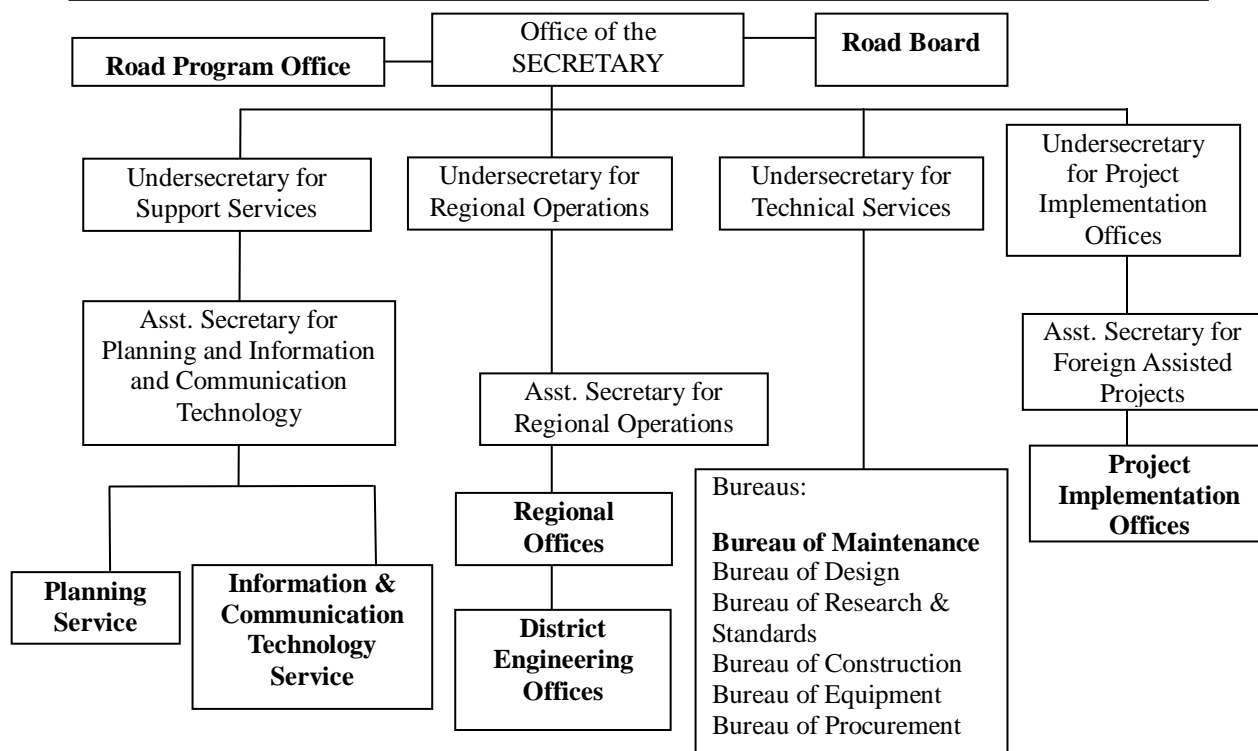 Office of the
SECRETARY
Road Program Office
Road Board
Undersecretary for
Support Services
Undersecretary for
Regional Operations
Undersecretary for
Technical Services
Undersecretary
for Project
Implementation
Offices
Asst. Secretary for
Planning and Information
and Communication
Technology
Asst. Secretary for
Regional Operations
Asst. Secretary for
Foreign Assisted
Projects
Planning
Service
Information &
Communication
Technology
Service
Regional
Offices
District
Engineering
Offices
Bureaus:
Bureau of Maintenance
Bureau of Design
Bureau of Research &
Standards
Bureau of Construction
Bureau of Equipment
Bureau of Procurement
Project
Implementation
Offices